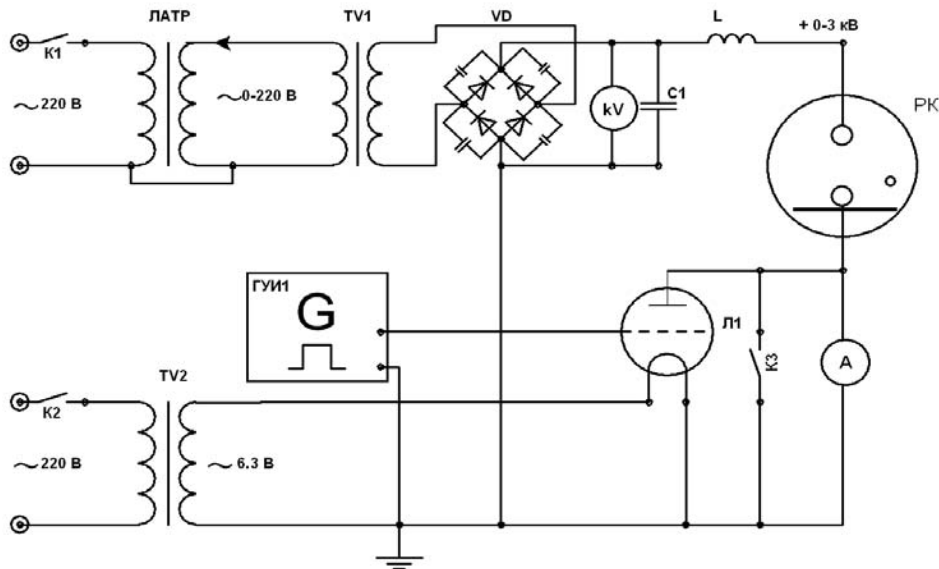 ЛАТР
TV1
VD
L
+ 0-3 кВ
К1
~ 220 В
~0-220 В
kV
C1
РК
ГУИ1
G
Л1
К3
A
TV2
К2
~ 220 В
~ 6.3 В